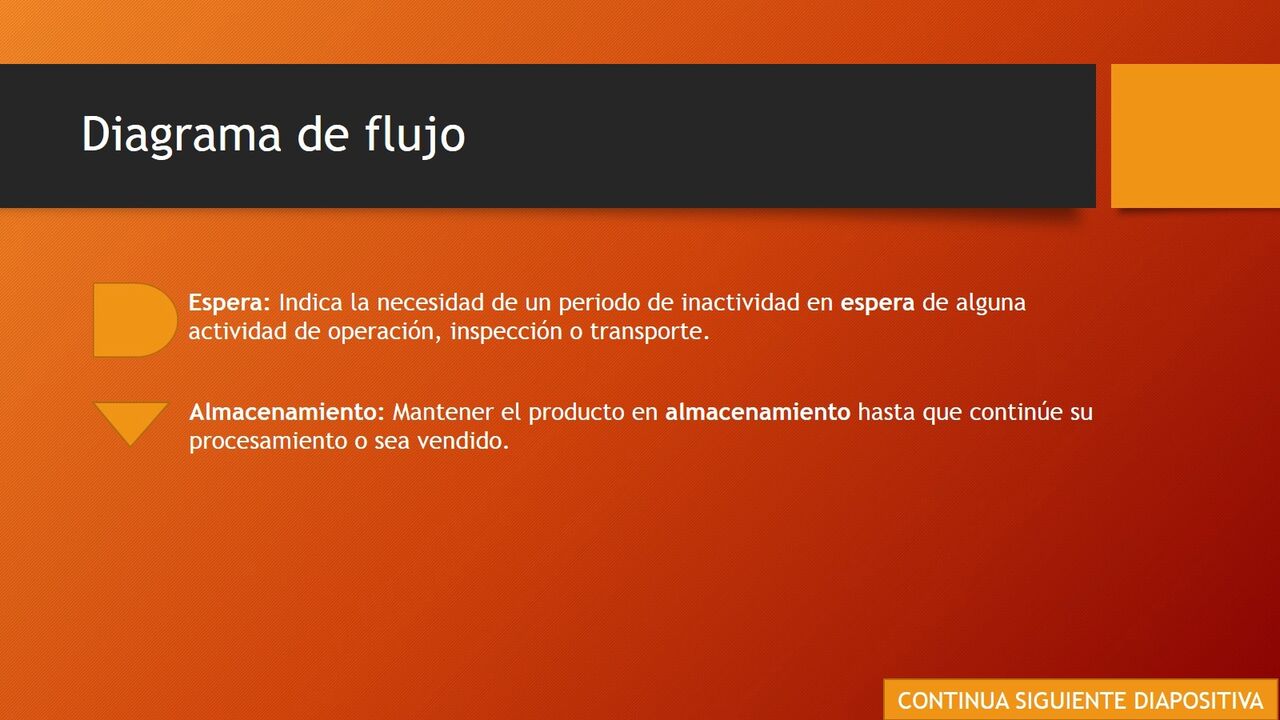 Diagrama de flujo
Espera: Indica la necesidad de un periodo de inactividad en espera de alguna
actividad de operación, inspección o transporte.
Almacenamiento: Mantener el producto en almacenamiento hasta que continúe su
procesamiento o sea vendido.
CONTINUA SIGUIENTE DIAPOSITIVA